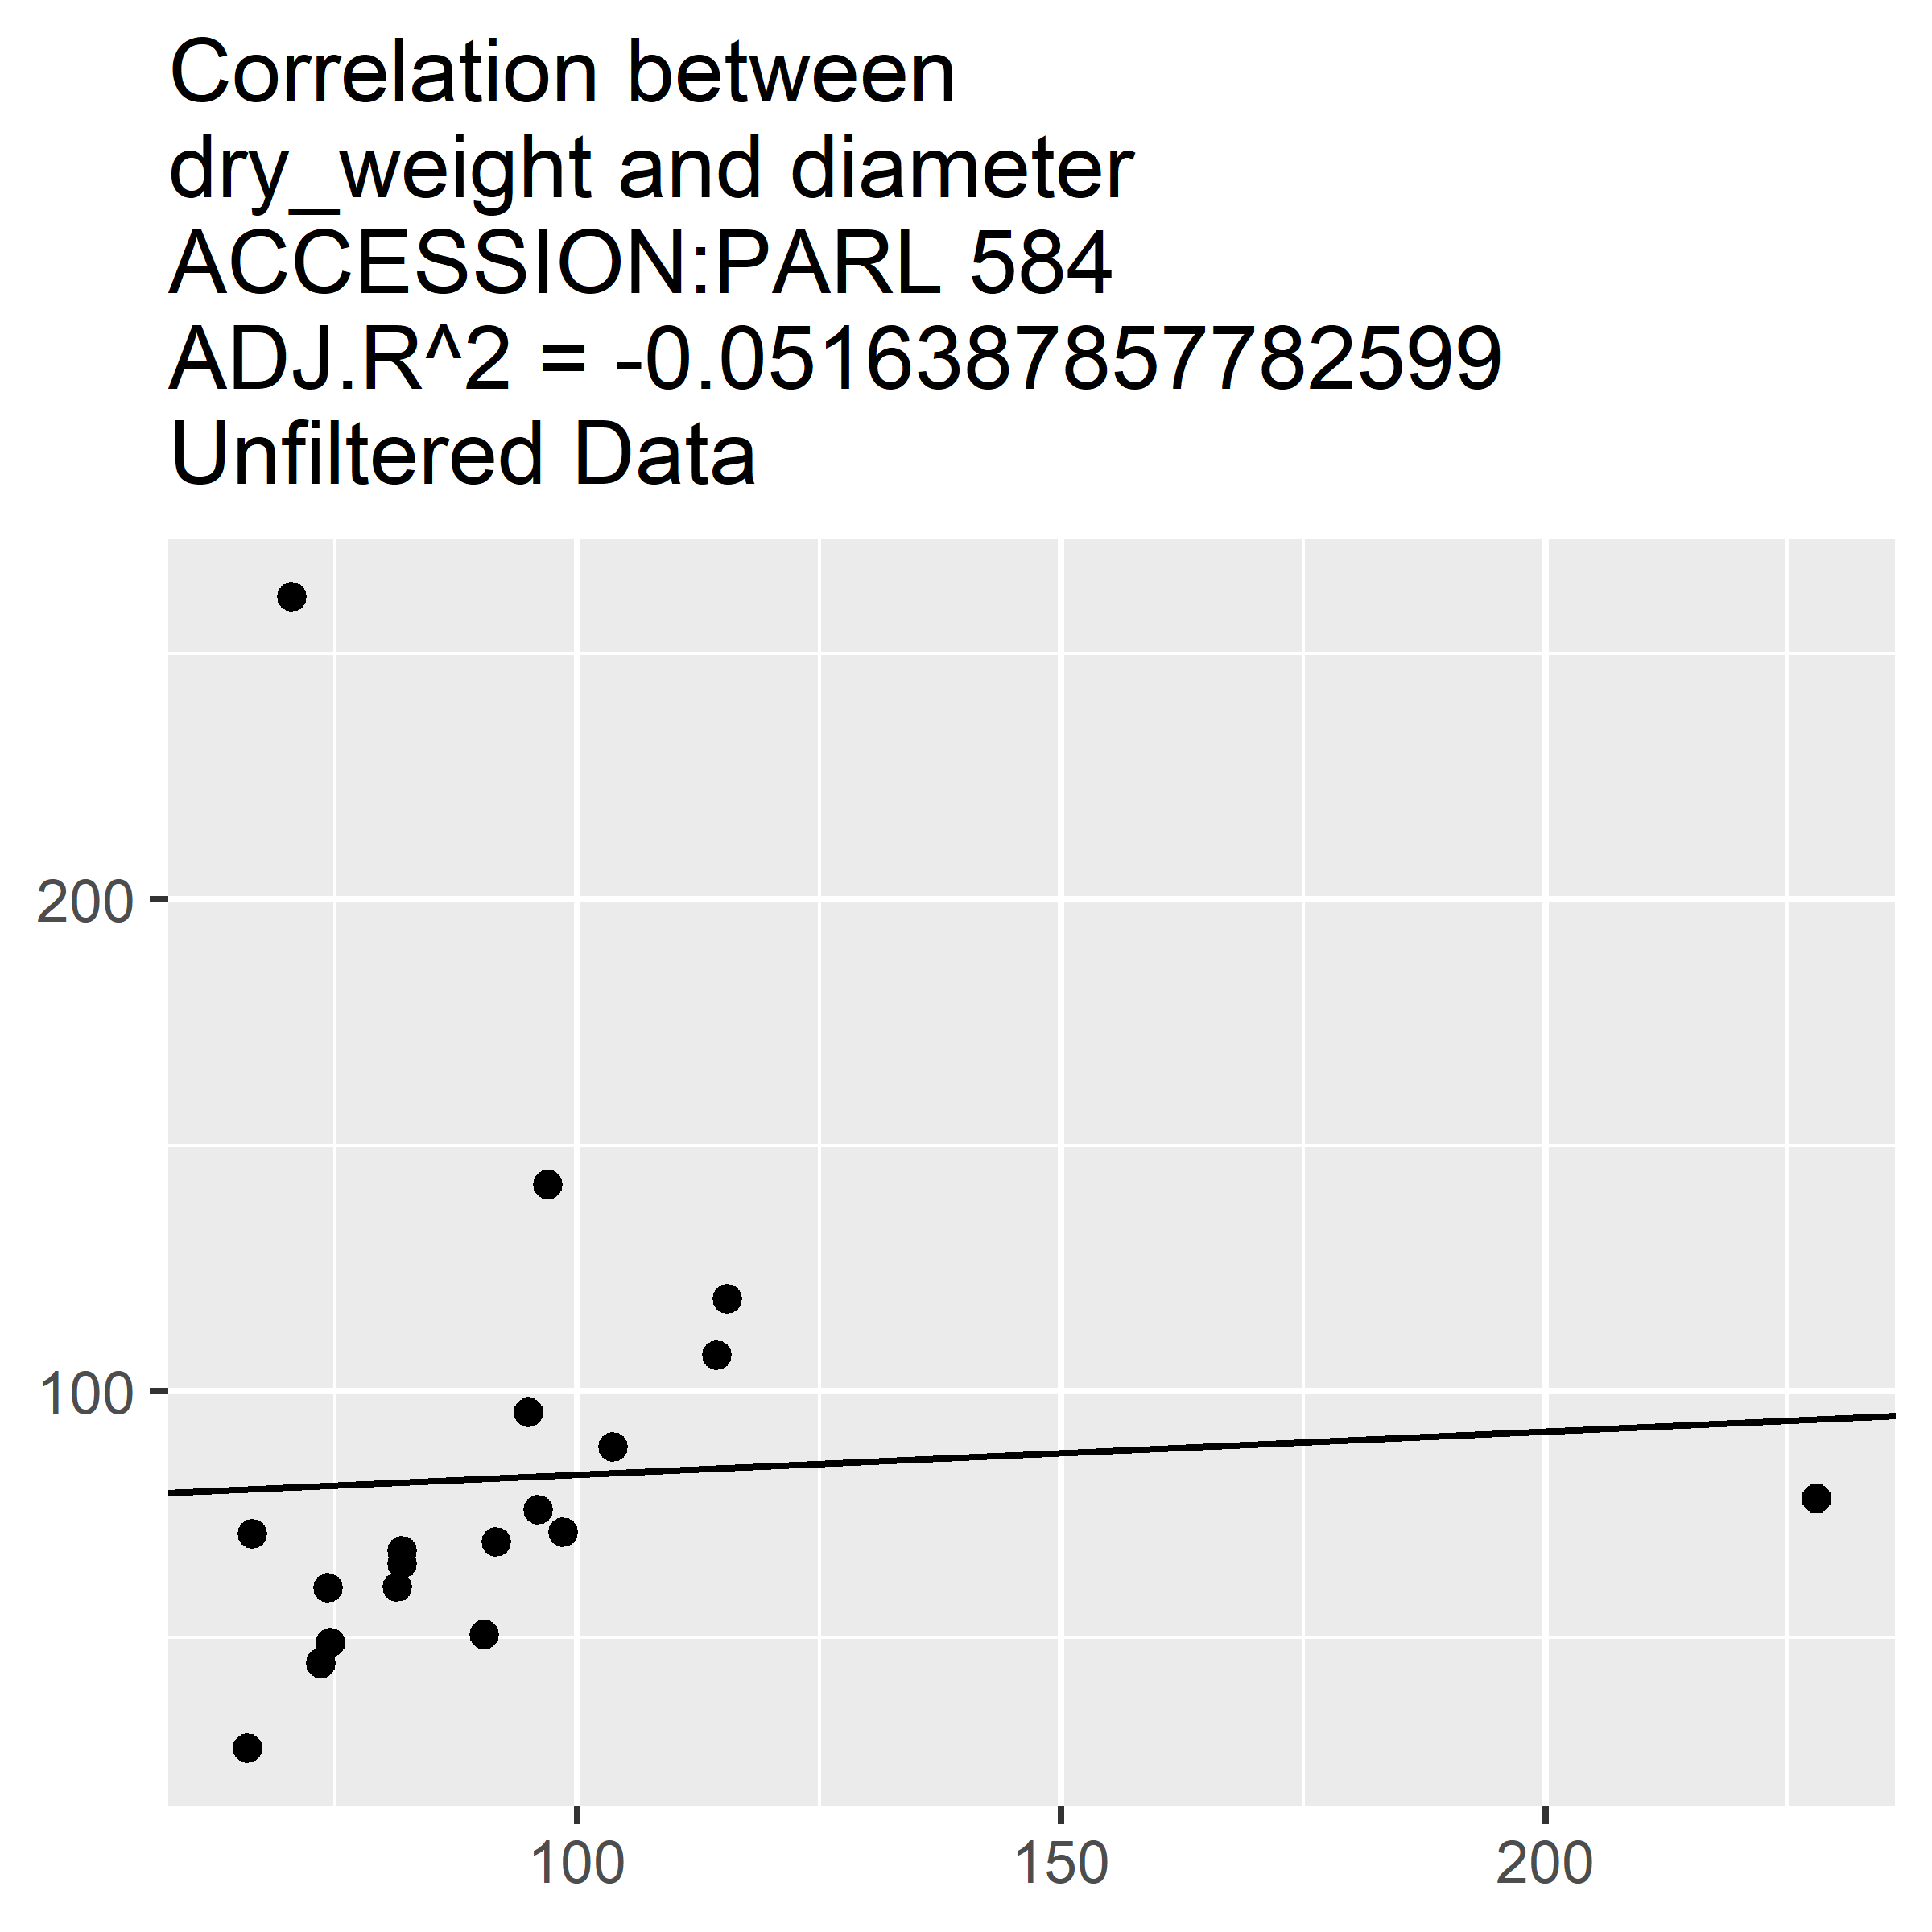 Correlation between
dry_weight and diameter
ACCESSION:PARL 584
ADJ.R^2 = -0.0516387857782599
Unfiltered Data
200
100
100
150
200